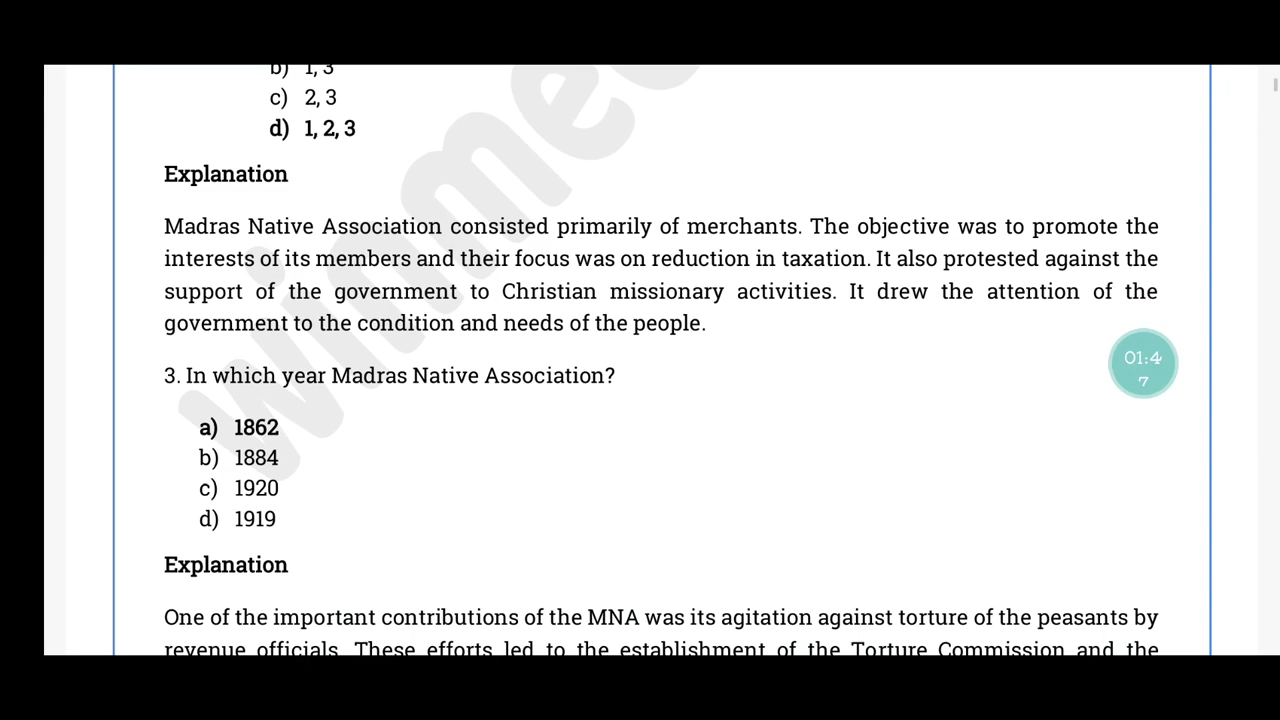 b) 1, 3
c) 2, 3
d) 1, 2, 3
Explanation
Madras Native Association consisted primarily of merchants. The objective was to promote the
interests of its members and their focus was on reduction in taxation. It also protested against the
support of the government to Christian missionary activities. It drew the attention of the
government to the condition and needs of the people.
3. In which year Madras Native Association?
01:4
7
a) 1862
b) 1884
c) 1920
d) 1919
Explanation
One of the important contributions of the MNA was its agitation against torture of the peasants by
revenue officials. These efforts led to the establishment of the Torture Commission and the